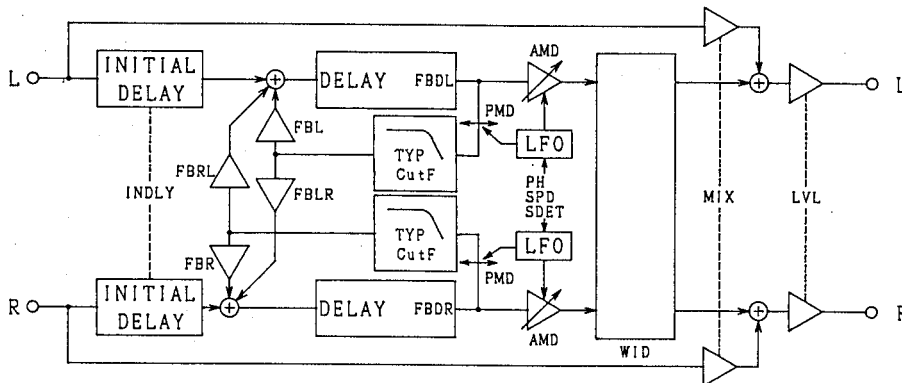 AMD
L
INITIAL
DELAY
DELAY
FBDL
L
PMD
FBL
LFO
TYP
CutF
FBRL
INDLY
FBLR
PH
SPD
SDET
MIX
LVL
TYP
CutF
LFO
FBR
PMD
R
INITIAL
DELAY
DELAY
FBDR
AMD
WID